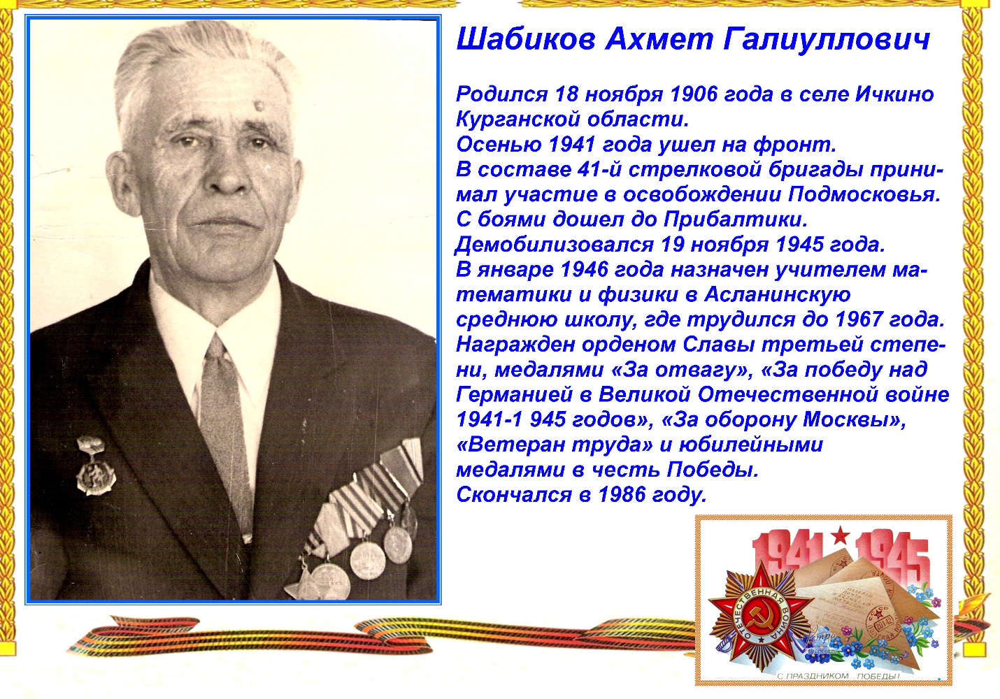 Шабиков Ахмет Галиуллович
Родился 18 ноября 1906 года в селе Ичкино
Курганской области.
Осенью 1941 года ушел на фронт.
В составе 41-й стрелковой бригады прини-
мал участие в освобождении Подмосковья.
С боями дошел до Прибалтики.
Демобилизовался 19 ноября 1945 года.
В январе 1946 года назначен учителем ма-
тематики и физики в Асланинскую
среднюю школу, где трудился до 1967 года.
Награжден орденом Славы третьей степе-
ни, медалями «За отвагу», «За победу над
Германией в Великой Отечественной войне
1941-1 945 годов», «За оборону Москвы»,
«Ветеран труда» и юбилейными
медалями в честь Победы.
Скончался в 1986 году.
1941 1945
ОТЕЧЕСТВЕННАЯ ВОЙНА
С ПРАЗДНИКОМ ПОБЕДЫ!